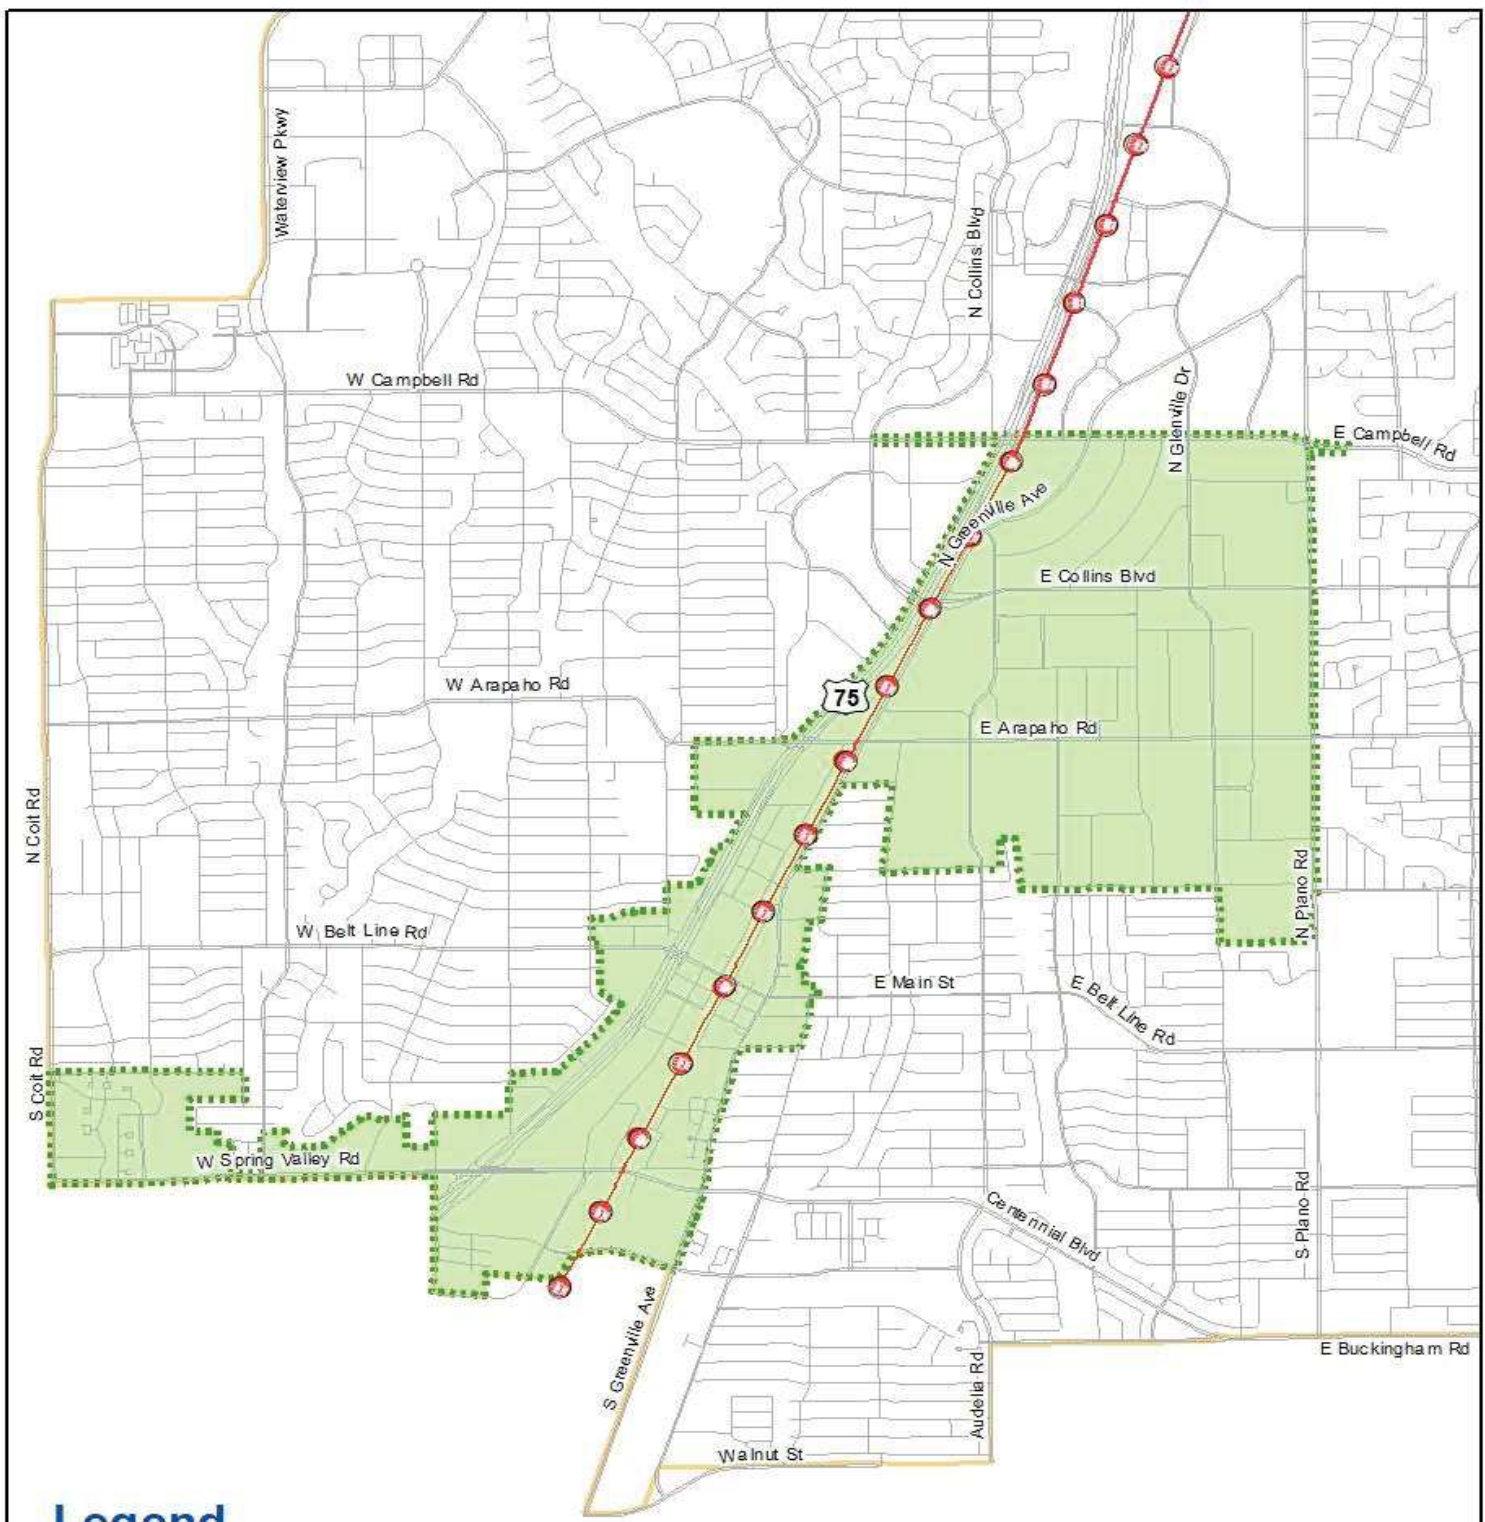 Waterview Pkwy
N Collins Blvd
W Campbell Rd
N Glenville Dr
E Campbell Rd
N Greenville Ave
E Collins Blvd
W Arapaho Rd
75
E Arapaho Rd
N Coit Rd
N Plano Rd
W Belt Line Rd
E Main St
E Belt Line Rd
S Coit Rd
W Spring Valley Rd
Centennial Blvd
S Plano Rd
S Greenville Ave
E Buckingham Rd
Audelia Rd
Walnut St
Legend